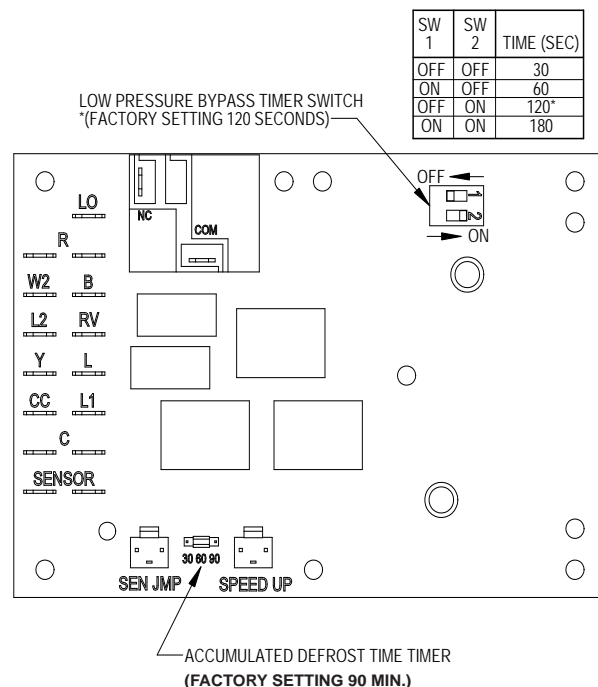 SW 1 SW 2 TIME (SEC)
OFF OFF 30
ON OFF 60
OFF ON 120*
ON ON 180
LOW PRESSURE BYPASS TIMER SWITCH
*(FACTORY SETTING 120 SECONDS)
OFF
1
2
ON
LO
NC
COM
R
W2 B
L2 RV
Y L
CC L1
C
SENSOR
30 60 90
SEN JMP SPEED UP
ACCUMULATED DEFROST TIME TIMER
(FACTORY SETTING 90 MIN.)